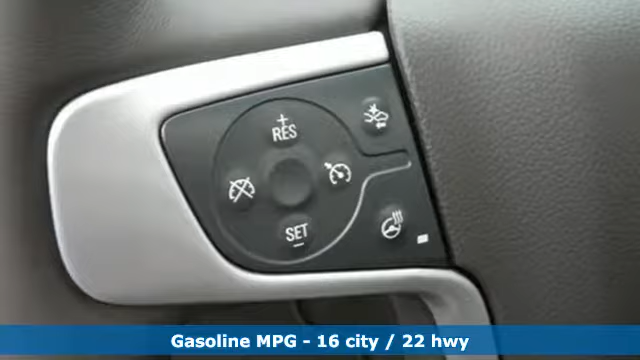 +
RES
SET
−
Gasoline MPG - 16 city / 22 hwy